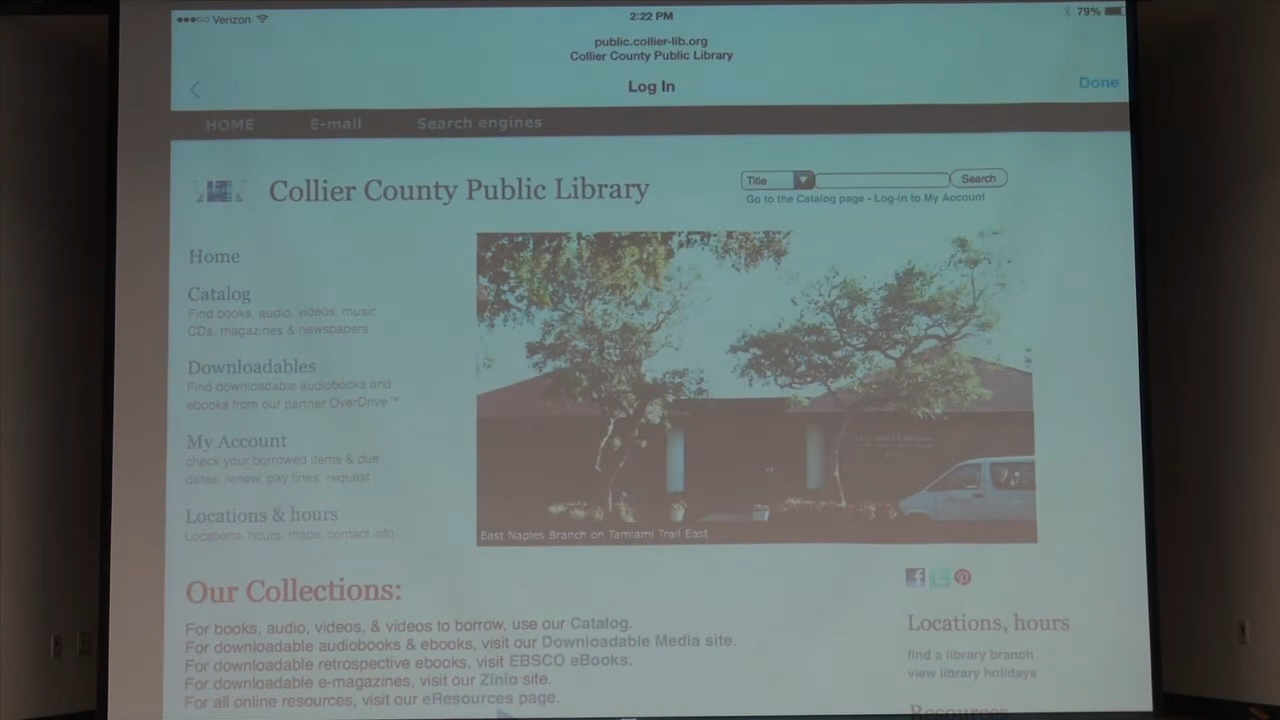 Verizon 2:22 PM 79%
public.collier-lib.org
Collier County Public Library
Log In
Done
HOME E-mail Search engines
Collier County Public Library
Title Search
Go to the Catalog page - Log-in to My Account
Home
Catalog
Find books, audio, videos, music
CDs, magazines & newspapers
Downloadables
Find downloadable audiobooks and
ebooks from our partner OverDrive™
My Account
check your borrowed items & due
dates; renew, pay fines, request
Locations & hours
Locations, hours, maps, contact info
East Naples Branch on Tamiami Trail East
Our Collections:
For books, audio, videos, & videos to borrow, use our Catalog.
For downloadable audiobooks & ebooks, visit our Downloadable Media site.
For downloadable retrospective ebooks, visit EBSCO eBooks.
For downloadable e-magazines, visit our Zinio site.
For all online resources, visit our eResources page.
Locations, hours
find a library branch
view library holidays
Resources